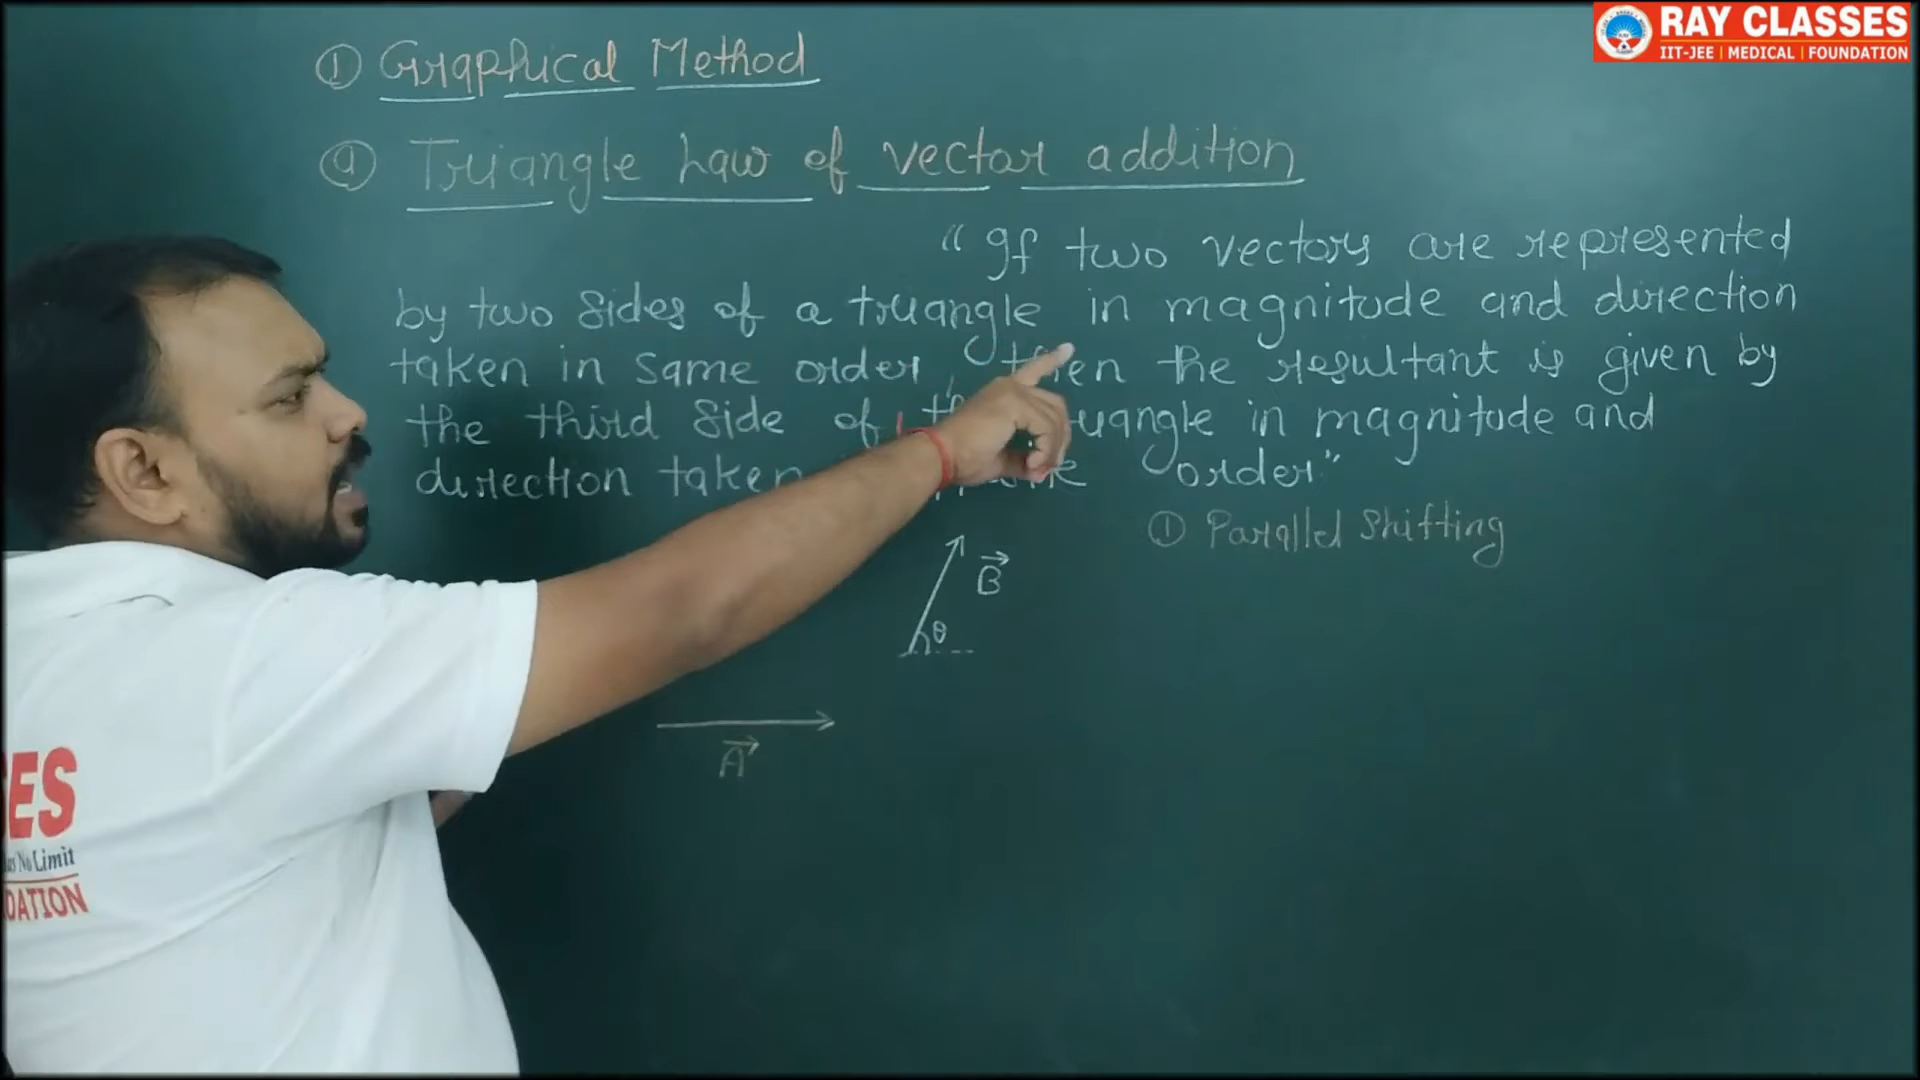 RAY CLASSES
IIT-JEE | MEDICAL | FOUNDATION
① Graphical Method
ⓐ Triangle Law of vector addition
“ If two vectors are represented
by two sides of a triangle in magnitude and direction
taken in same order, then the resultant is given by
the third side of triangle in magnitude and
direction taken order”
① Parallel Shifting
B⃗
θ
A⃗
ES
No Limit
DATION